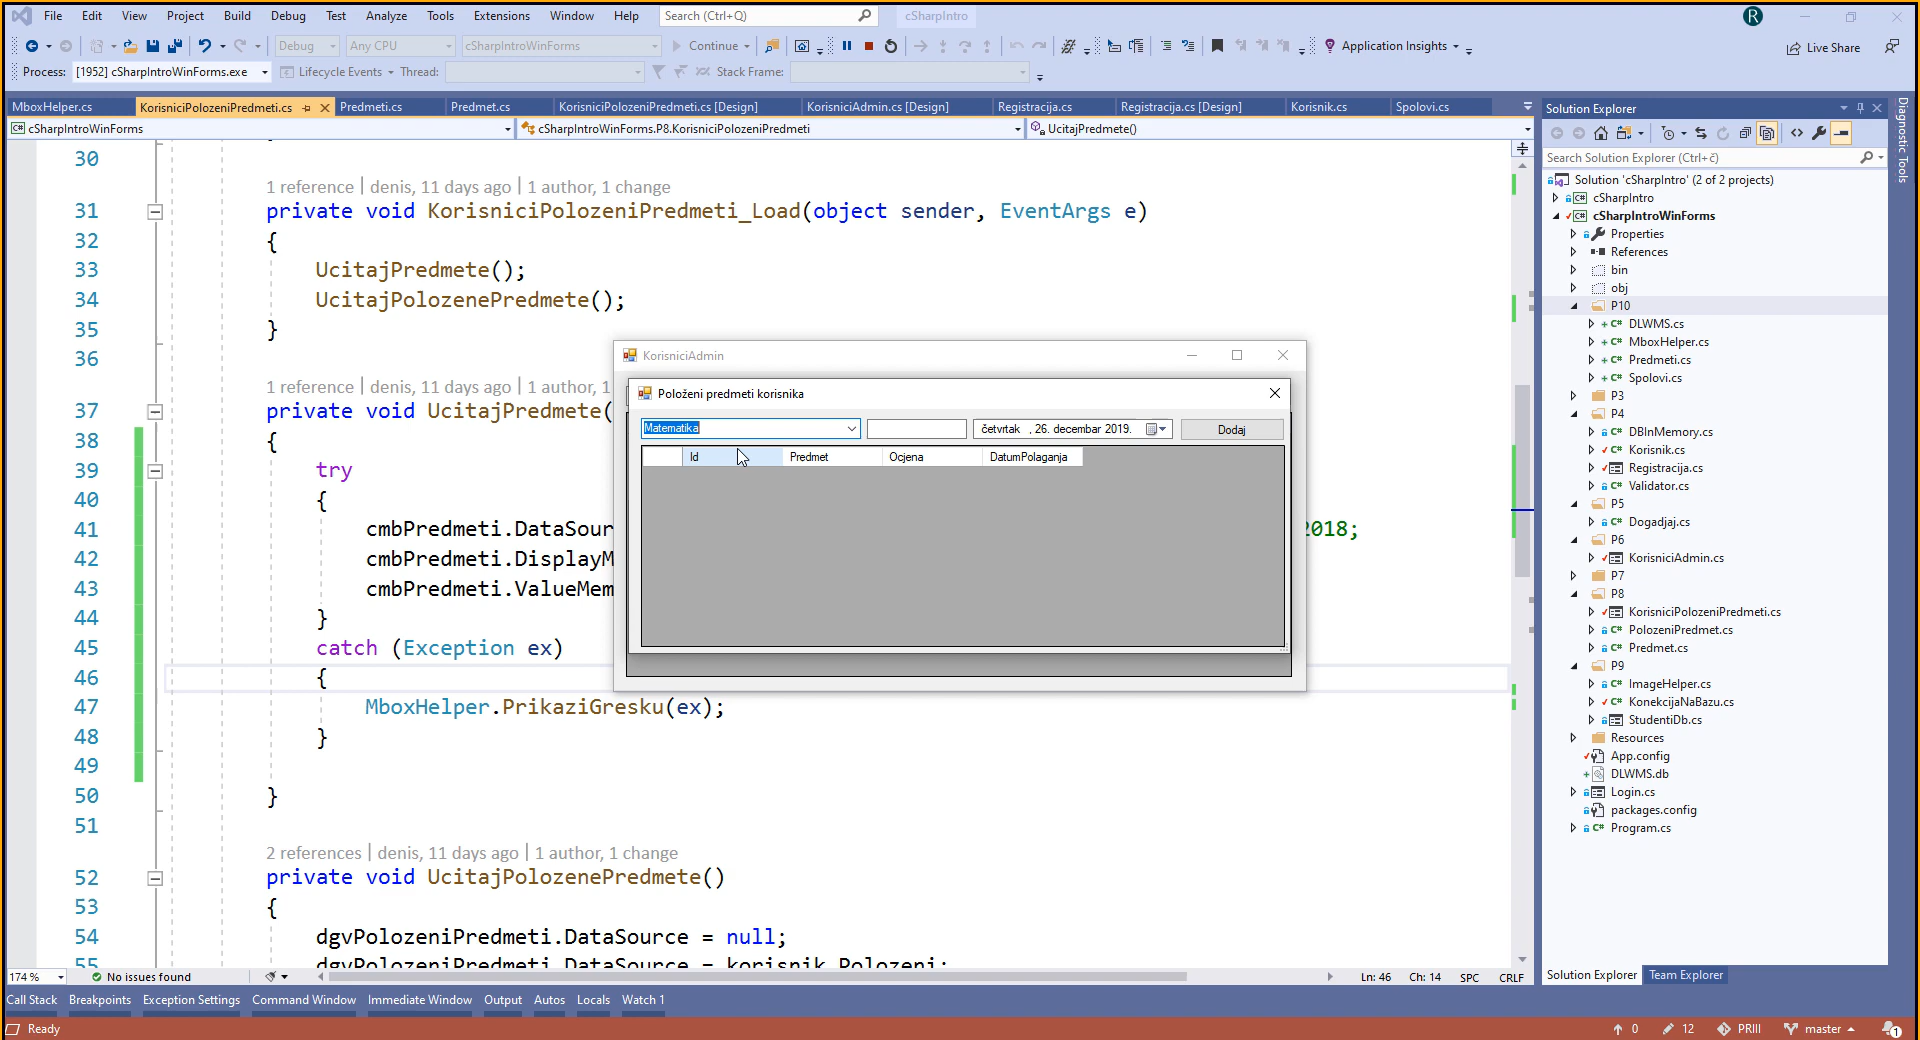 File Edit View Project Build Debug Test Analyze Tools Extensions Window Help Search (Ctrl+Q) cSharpIntro R
Debug Any CPU cSharpIntroWinForms Continue Application Insights Live Share
Process: [1952] cSharpIntroWinForms.exe Lifecycle Events Thread: Stack Frame:
MboxHelper.cs KorisniciPolozeniPredmeti.cs Predmeti.cs Predmet.cs KorisniciPolozeniPredmeti.cs [Design] KorisniciAdmin.cs [Design] Registracija.cs Registracija.cs [Design] Korisnik.cs Spolovi.cs
cSharpIntroWinForms cSharpIntroWinForms.P8.KorisniciPolozeniPredmeti UcitajPredmete()
30
1 reference | denis, 11 days ago | 1 author, 1 change
31 private void KorisniciPolozeniPredmeti_Load(object sender, EventArgs e)
32 {
33 UcitajPredmete();
34 UcitajPolozenePredmete();
35 }
36
1 reference | denis, 11 days ago | 1
37 private void UcitajPredmete(
38 {
39 try
40 {
41 cmbPredmeti.DataSour 2018;
42 cmbPredmeti.DisplayM
43 cmbPredmeti.ValueMem
44 }
45 catch (Exception ex)
46 {
47 MboxHelper.PrikaziGresku(ex);
48 }
49
50 }
51
2 references | denis, 11 days ago | 1 author, 1 change
52 private void UcitajPolozenePredmete()
53 {
54 dgvPolozeniPredmeti.DataSource = null;
55 dgvPolozeniPredmeti.DataSource = korisnik.Polozeni;
KorisniciAdmin
Položeni predmeti korisnika
Matematika četvrtak , 26. decembar 2019. Dodaj
Id Predmet Ocjena DatumPolaganja
174 % No issues found Ln: 46 Ch: 14 SPC CRLF
Solution Explorer
Search Solution Explorer (Ctrl+č)
Solution 'cSharpIntro' (2 of 2 projects)
cSharpIntro
cSharpIntroWinForms
Properties
References
bin
obj
P10
DLWMS.cs
MboxHelper.cs
Predmeti.cs
Spolovi.cs
P3
P4
DBInMemory.cs
Korisnik.cs
Registracija.cs
Validator.cs
P5
Dogadjaj.cs
P6
KorisniciAdmin.cs
P7
P8
KorisniciPolozeniPredmeti.cs
PolozeniPredmet.cs
Predmet.cs
P9
ImageHelper.cs
KonekcijaNaBazu.cs
StudentiDb.cs
Resources
App.config
DLWMS.db
Login.cs
packages.config
Program.cs
Solution Explorer Team Explorer
Diagnostic Tools
Call Stack Breakpoints Exception Settings Command Window Immediate Window Output Autos Locals Watch 1
Ready 0 12 PRIII master 1